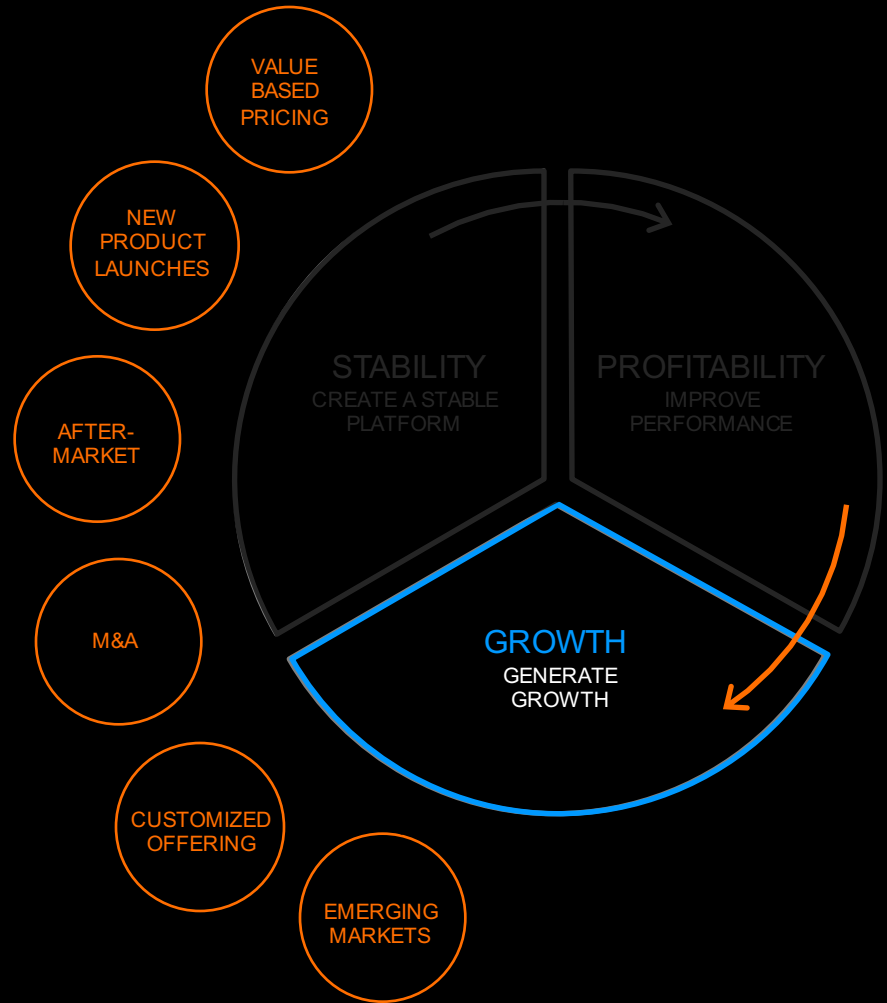 VALUE
BASED
PRICING
NEW
PRODUCT
LAUNCHES
AFTER-
MARKET
M&A
CUSTOMIZED
OFFERING
EMERGING
MARKETS
STABILITY
CREATE A STABLE
PLATFORM
PROFITABILITY
IMPROVE
PERFORMANCE
GROWTH
GENERATE
GROWTH